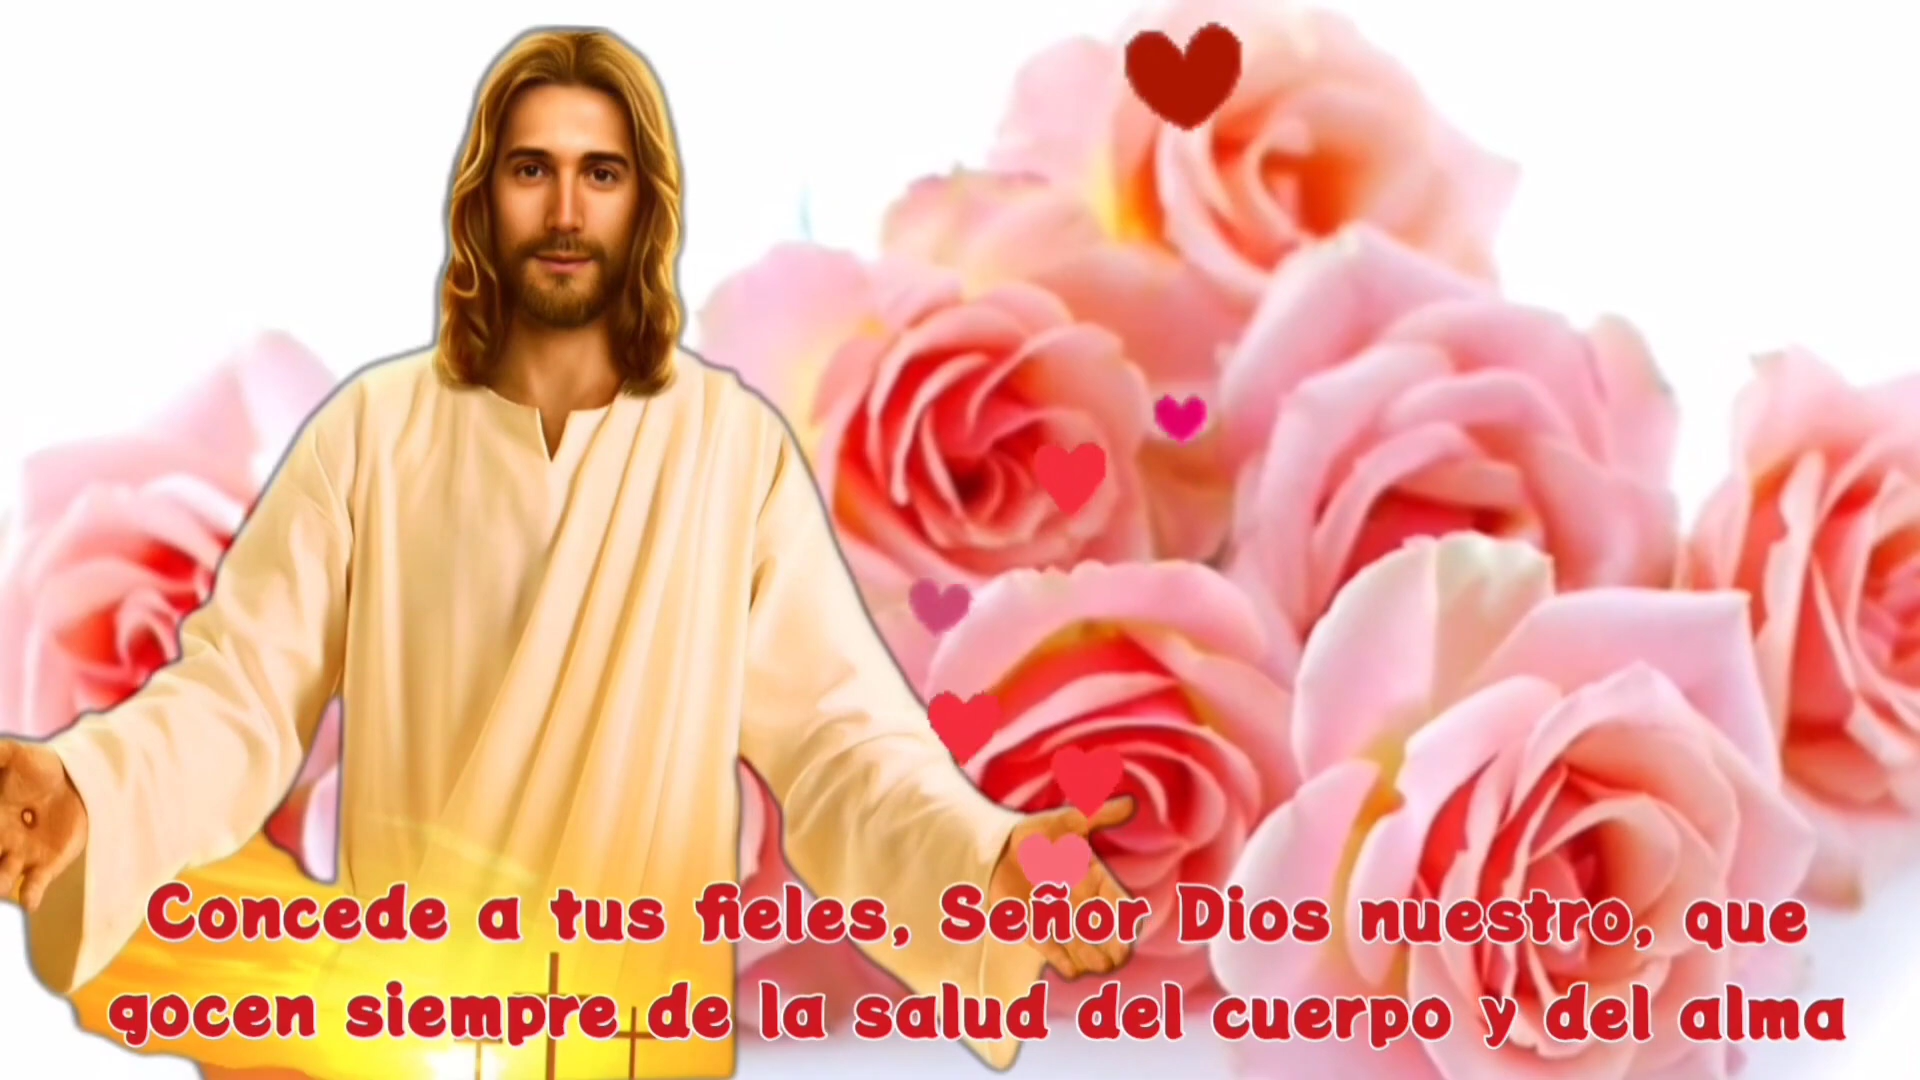 Concede a tus fieles, Señor Dios nuestro, que
gocen siempre de la salud del cuerpo y del alma